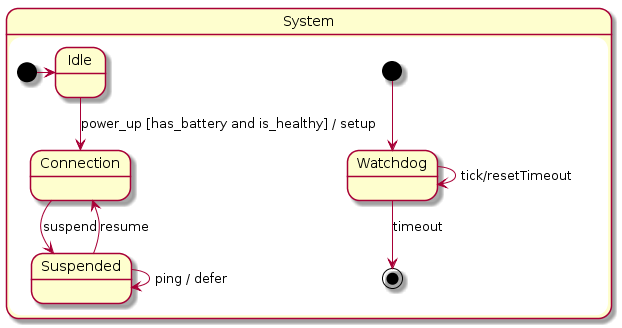 System
Idle
power_up [has_battery and is_healthy] / setup
Connection
Watchdog
tick/resetTimeout
suspend
resume
timeout
Suspended
ping / defer